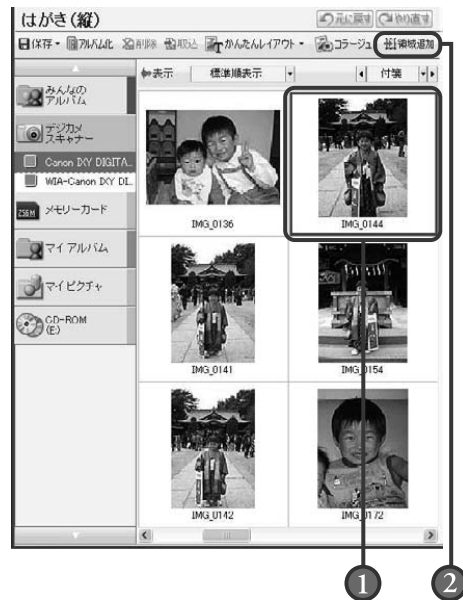 はがき(縦)
元に戻す やり直す
保存 アルバム化 削除 取込 かんたんレイアウト コラージュ 領域追加
表示 標準順表示 付箋
みんなの
アルバム
デジカメ
スキャナー
Canon IXY DIGITA..
WIA-Canon IXY DI..
メモリーカード
マイ アルバム
マイ ピクチャ
CD-ROM
(E:)
IMG_0136 IMG_0144
IMG_0141 IMG_0154
IMG_0142 IMG_0172
1 2